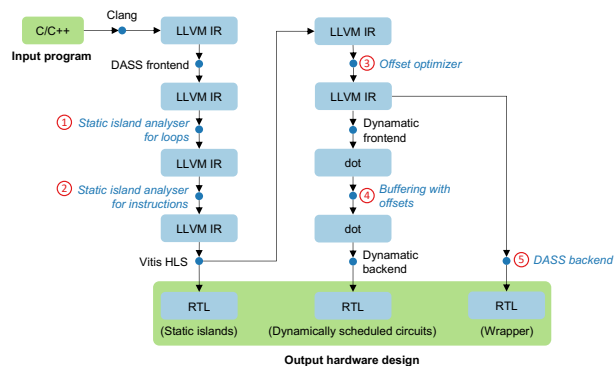 C/C++
Input program
Clang
LLVM IR
DASS frontend
LLVM IR
1 Static island analyser
for loops
LLVM IR
2 Static island analyser
for instructions
LLVM IR
Vitis HLS
RTL
(Static islands)
LLVM IR
3 Offset optimizer
LLVM IR
Dynamatic
frontend
dot
4 Buffering with
offsets
dot
Dynamatic
backend
RTL
(Dynamically scheduled circuits)
5 DASS backend
RTL
(Wrapper)
Output hardware design